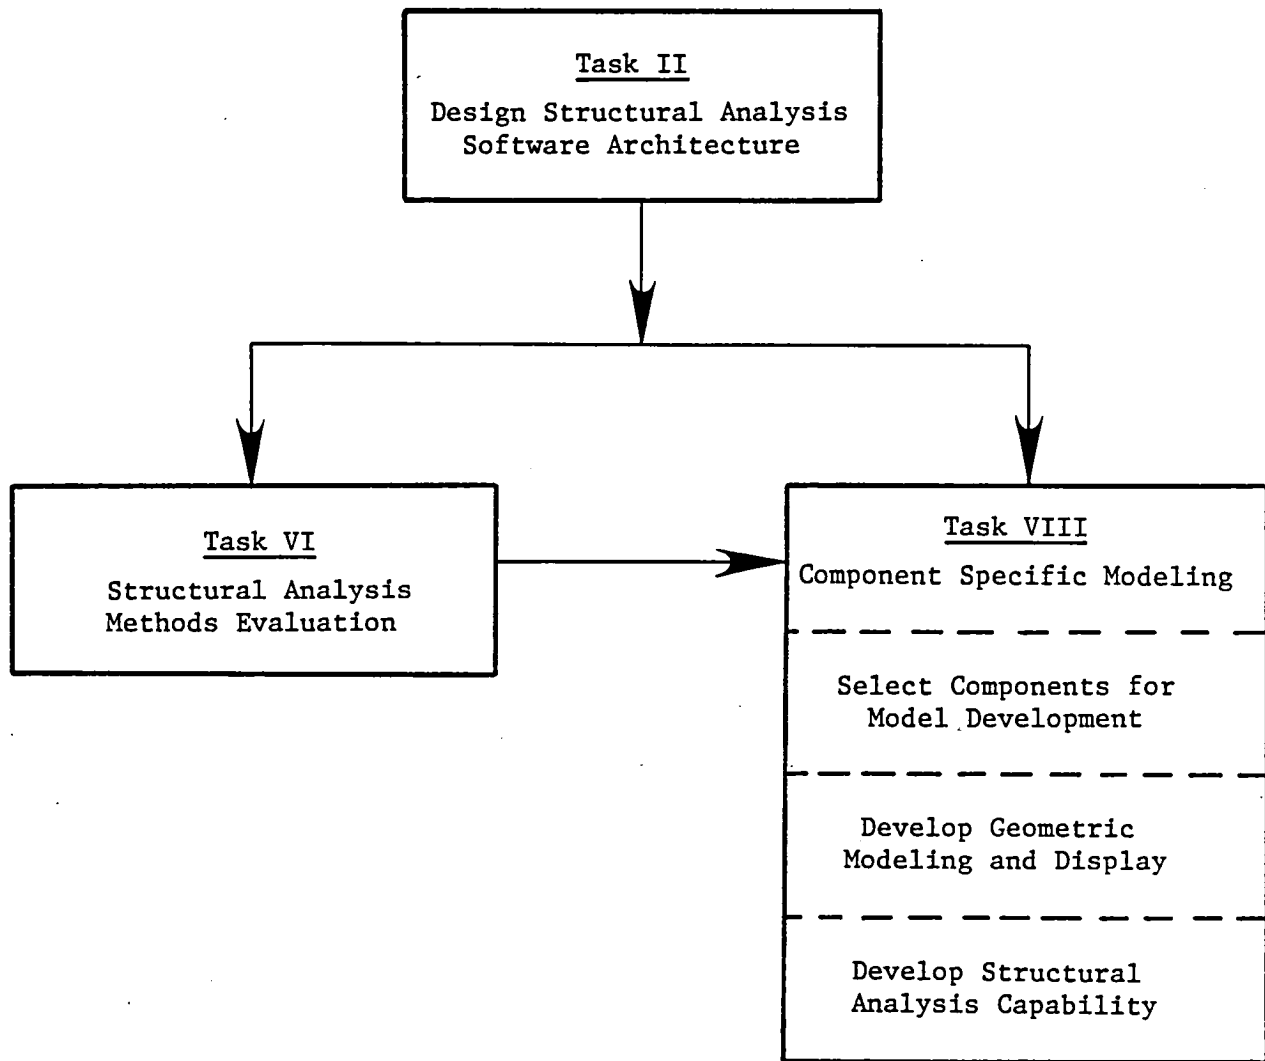 Task II
Design Structural Analysis
Software Architecture
Task VI
Structural Analysis
Methods Evaluation
Task VIII
Component Specific Modeling
Select Components for
Model Development
Develop Geometric
Modeling and Display
Develop Structural
Analysis Capability